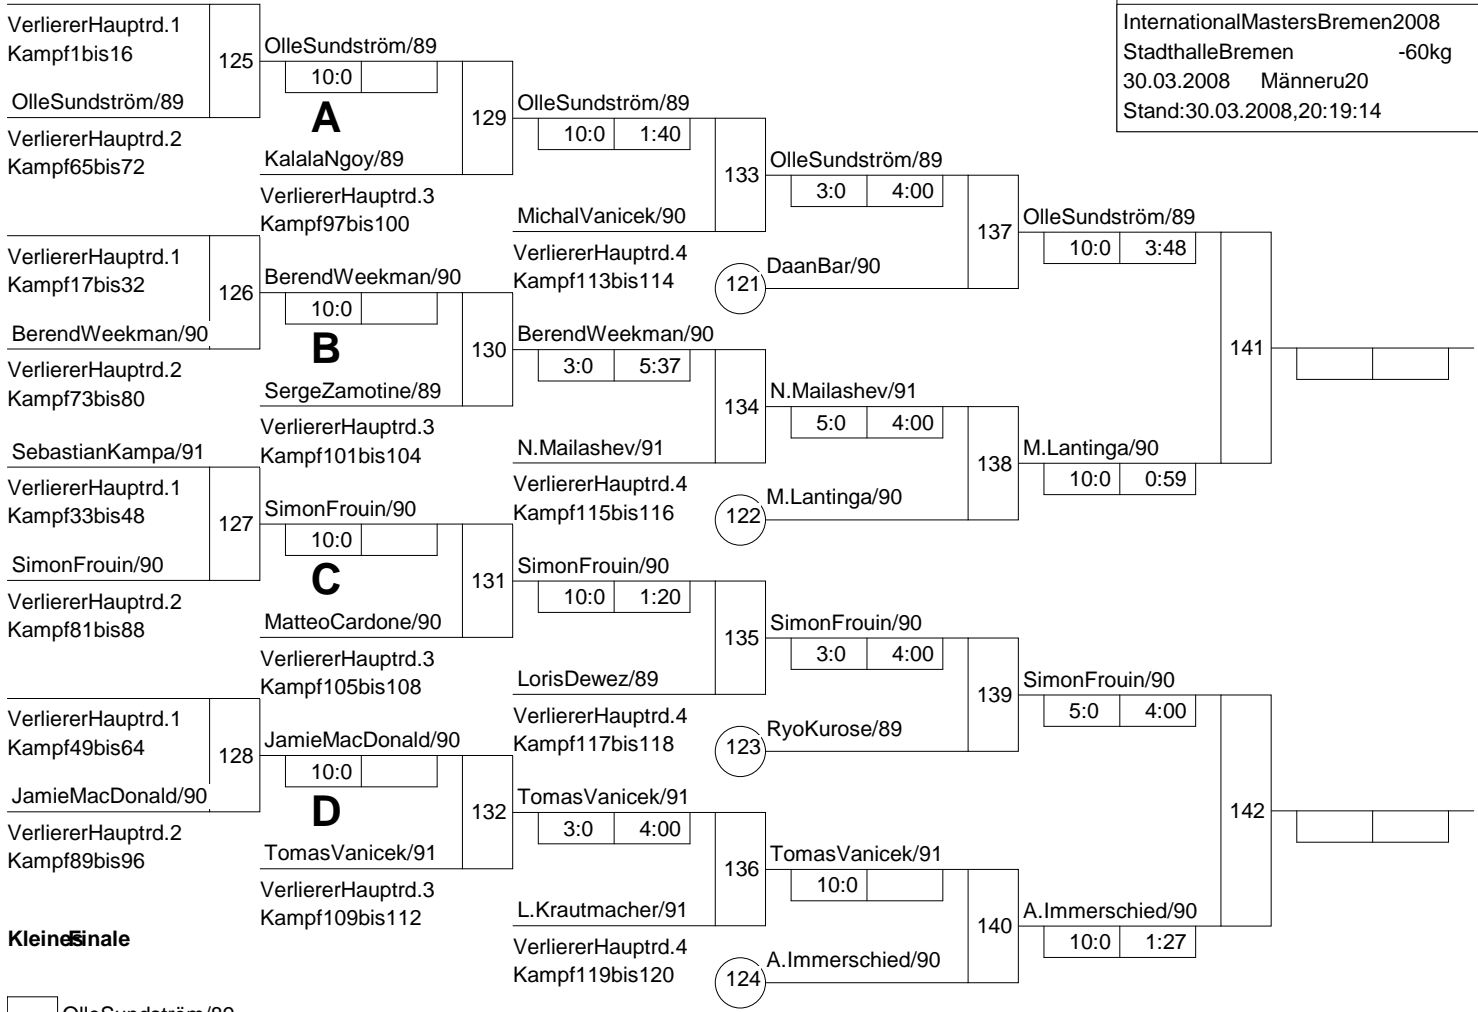 InternationalMastersBremen2008
StadthalleBremen -60kg
30.03.2008 Männeru20
Stand:30.03.2008,20:19:14
VerliererHauptrd.1
Kampf1bis16
125
OlleSundström/89
10:0
OlleSundström/89
A
VerliererHauptrd.2
Kampf65bis72
KalalaNgoy/89
129
OlleSundström/89
10:0 1:40
VerliererHauptrd.3
Kampf97bis100
MichalVanicek/90
133
OlleSundström/89
3:0 4:00
VerliererHauptrd.4
Kampf113bis114
121
DaanBar/90
137
OlleSundström/89
10:0 3:48
VerliererHauptrd.1
Kampf17bis32
126
BerendWeekman/90
10:0
BerendWeekman/90
B
VerliererHauptrd.2
Kampf73bis80
SergeZamotine/89
130
BerendWeekman/90
3:0 5:37
VerliererHauptrd.3
Kampf101bis104
N.Mailashev/91
134
N.Mailashev/91
5:0 4:00
VerliererHauptrd.4
Kampf115bis116
122
M.Lantinga/90
138
M.Lantinga/90
10:0 0:59
141
SebastianKampa/91
VerliererHauptrd.1
Kampf33bis48
127
SimonFrouin/90
10:0
SimonFrouin/90
C
VerliererHauptrd.2
Kampf81bis88
MatteoCardone/90
131
SimonFrouin/90
10:0 1:20
VerliererHauptrd.3
Kampf105bis108
LorisDewez/89
135
SimonFrouin/90
3:0 4:00
VerliererHauptrd.4
Kampf117bis118
123
RyoKurose/89
139
SimonFrouin/90
5:0 4:00
VerliererHauptrd.1
Kampf49bis64
128
JamieMacDonald/90
10:0
JamieMacDonald/90
D
VerliererHauptrd.2
Kampf89bis96
TomasVanicek/91
132
TomasVanicek/91
3:0 4:00
VerliererHauptrd.3
Kampf109bis112
L.Krautmacher/91
136
TomasVanicek/91
10:0
VerliererHauptrd.4
Kampf119bis120
124
A.Immerschied/90
140
A.Immerschied/90
10:0 1:27
142
KleinesFinale
OlleSundström/89